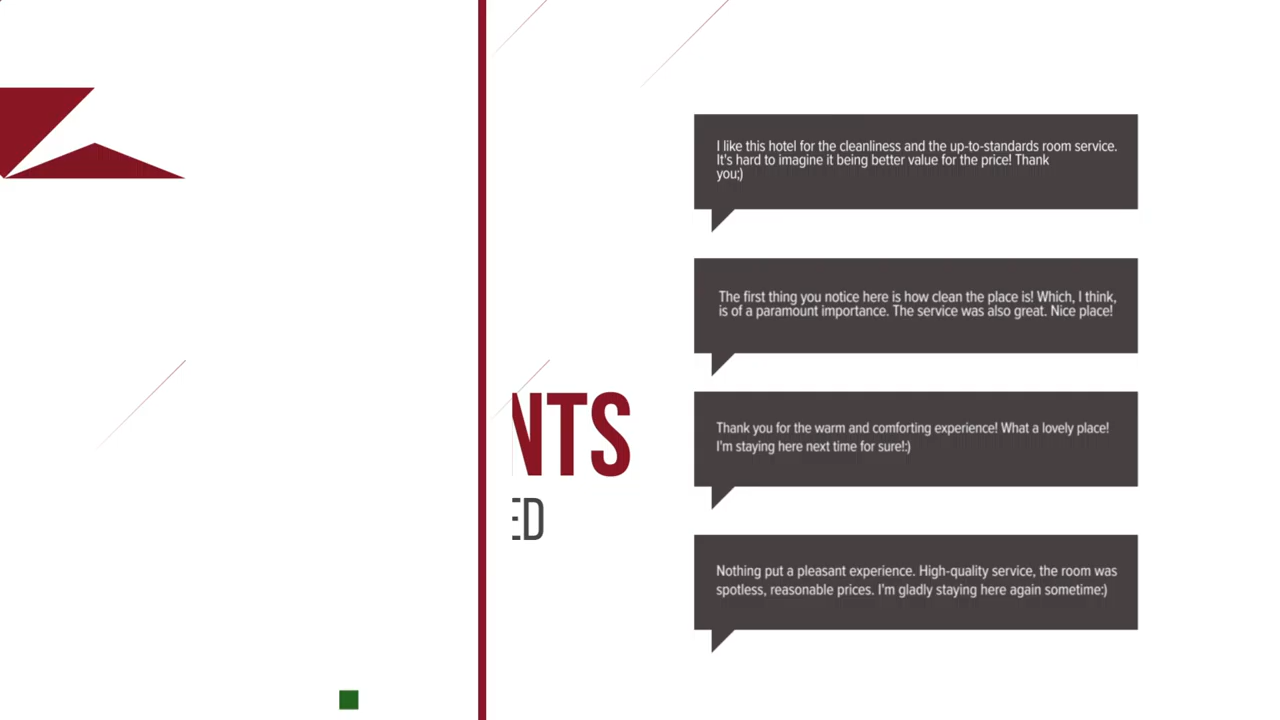 I like this hotel for the cleanliness and the up-to-standards room service.
It's hard to imagine it being better value for the price! Thank
you;)
The first thing you notice here is how clean the place is! Which, I think,
is of a paramount importance. The service was also great. Nice place!
NTS
ED
Thank you for the warm and comforting experience! What a lovely place!
I'm staying here next time for sure!:)
Nothing put a pleasant experience. High-quality service, the room was
spotless, reasonable prices. I'm gladly staying here again sometime:)